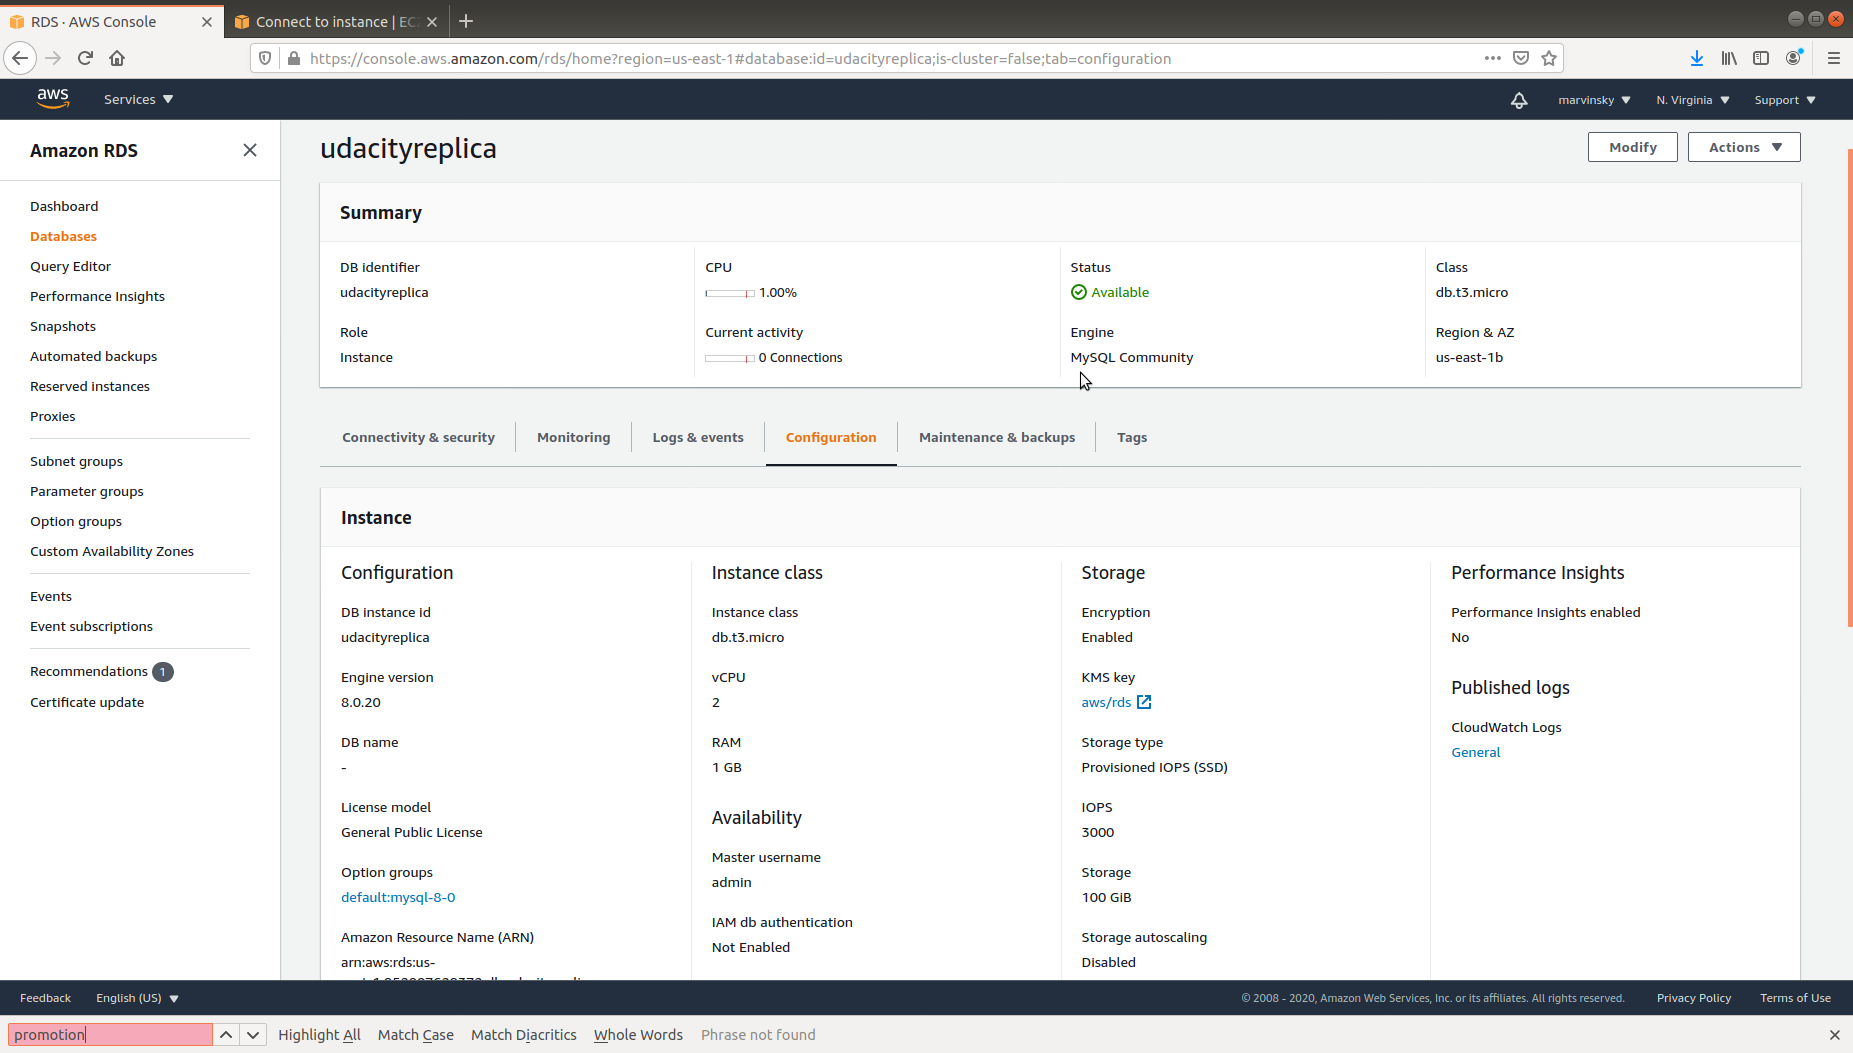 RDS · AWS Console
Connect to instance | EC
https://console.aws.amazon.com/rds/home?region=us-east-1#database:id=udacityreplica;is-cluster=false;tab=configuration
aws
Services
marvinsky
N. Virginia
Support
Amazon RDS
Dashboard
Databases
Query Editor
Performance Insights
Snapshots
Automated backups
Reserved instances
Proxies
Subnet groups
Parameter groups
Option groups
Custom Availability Zones
Events
Event subscriptions
Recommendations 1
Certificate update
udacityreplica
Modify
Actions
Summary
DB identifier
udacityreplica
Role
Instance
CPU
1.00%
Current activity
0 Connections
Status
Available
Engine
MySQL Community
Class
db.t3.micro
Region & AZ
us-east-1b
Connectivity & security
Monitoring
Logs & events
Configuration
Maintenance & backups
Tags
Instance
Configuration
DB instance id
udacityreplica
Engine version
8.0.20
DB name
-
License model
General Public License
Option groups
default:mysql-8-0
Amazon Resource Name (ARN)
arn:aws:rds:us-
Instance class
Instance class
db.t3.micro
vCPU
2
RAM
1 GB
Availability
Master username
admin
IAM db authentication
Not Enabled
Storage
Encryption
Enabled
KMS key
aws/rds
Storage type
Provisioned IOPS (SSD)
IOPS
3000
Storage
100 GiB
Storage autoscaling
Disabled
Performance Insights
Performance Insights enabled
No
Published logs
CloudWatch Logs
General
Feedback
English (US)
© 2008 - 2020, Amazon Web Services, Inc. or its affiliates. All rights reserved.
Privacy Policy
Terms of Use
promotion
Highlight All
Match Case
Match Diacritics
Whole Words
Phrase not found